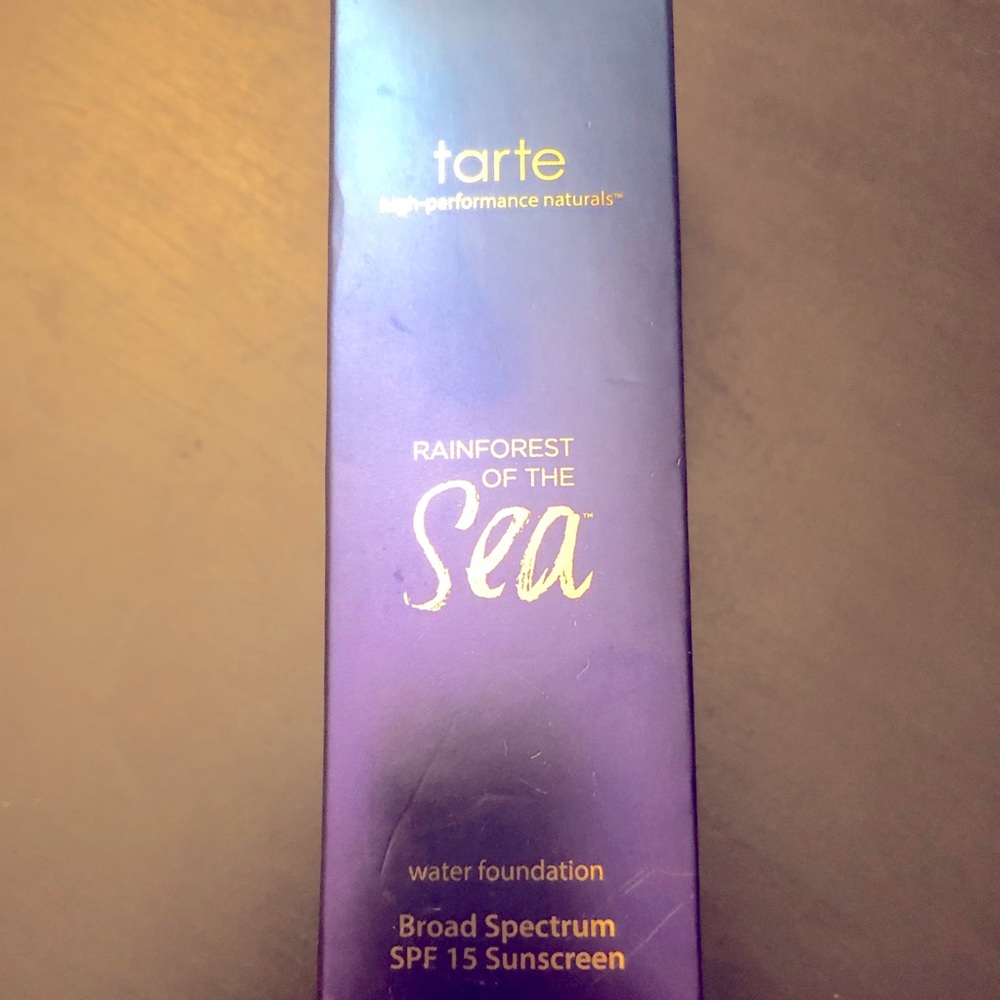 tarte
high-performance naturals™
RAINFOREST
OF THE
Sea™
water foundation
Broad Spectrum
SPF 15 Sunscreen